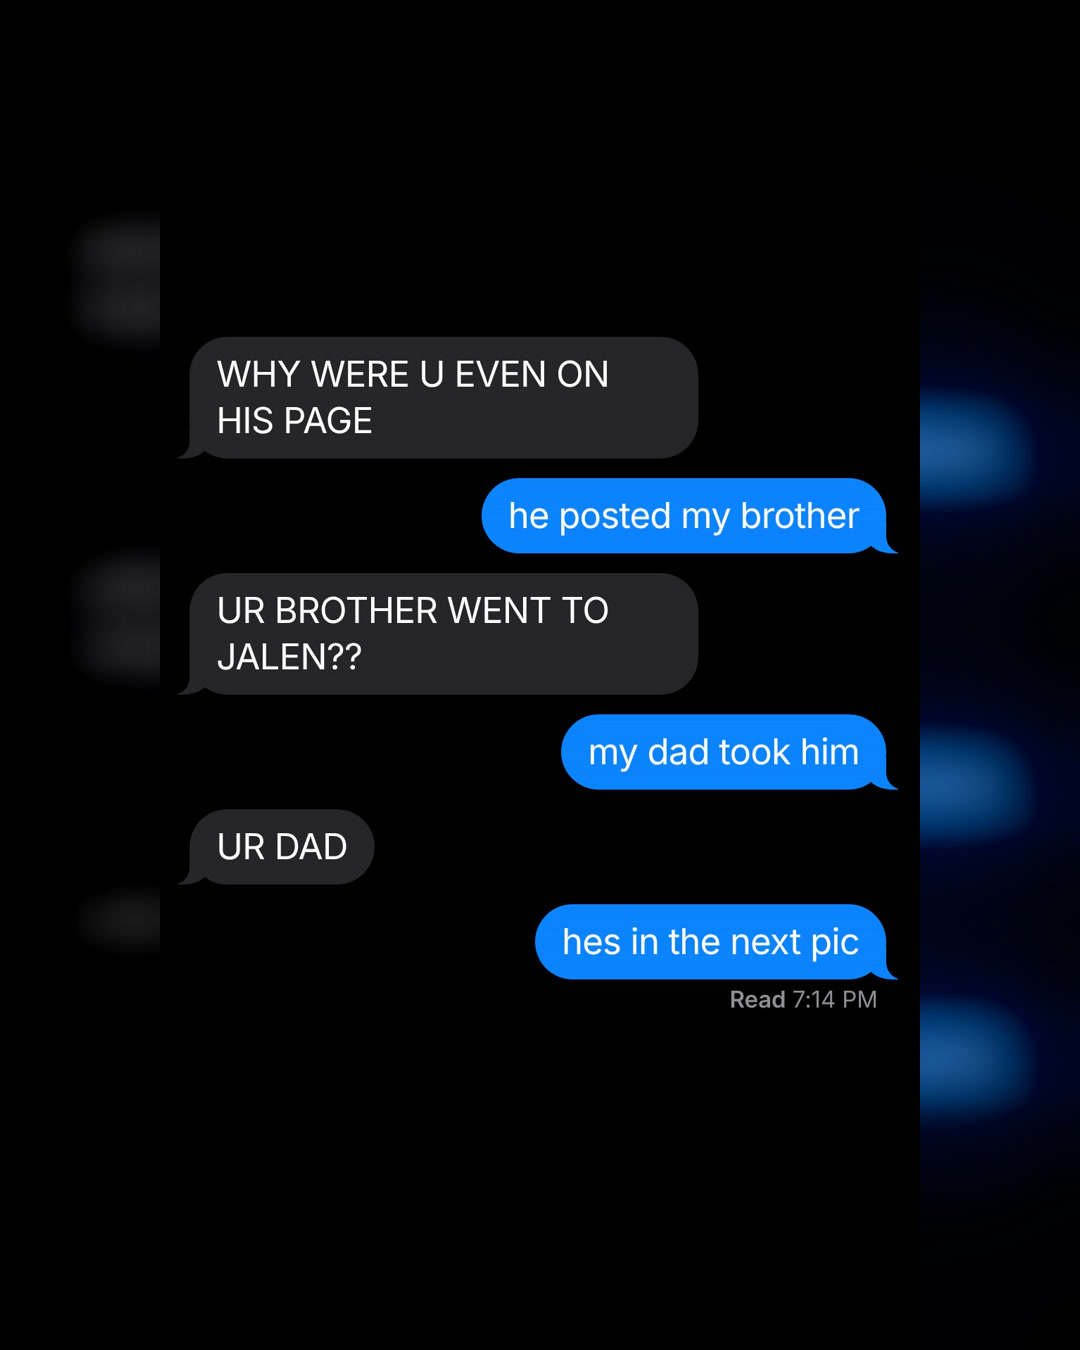 WHY WERE U EVEN ON
HIS PAGE
he posted my brother
UR BROTHER WENT TO
JALEN??
my dad took him
UR DAD
hes in the next pic
Read 7:14 PM